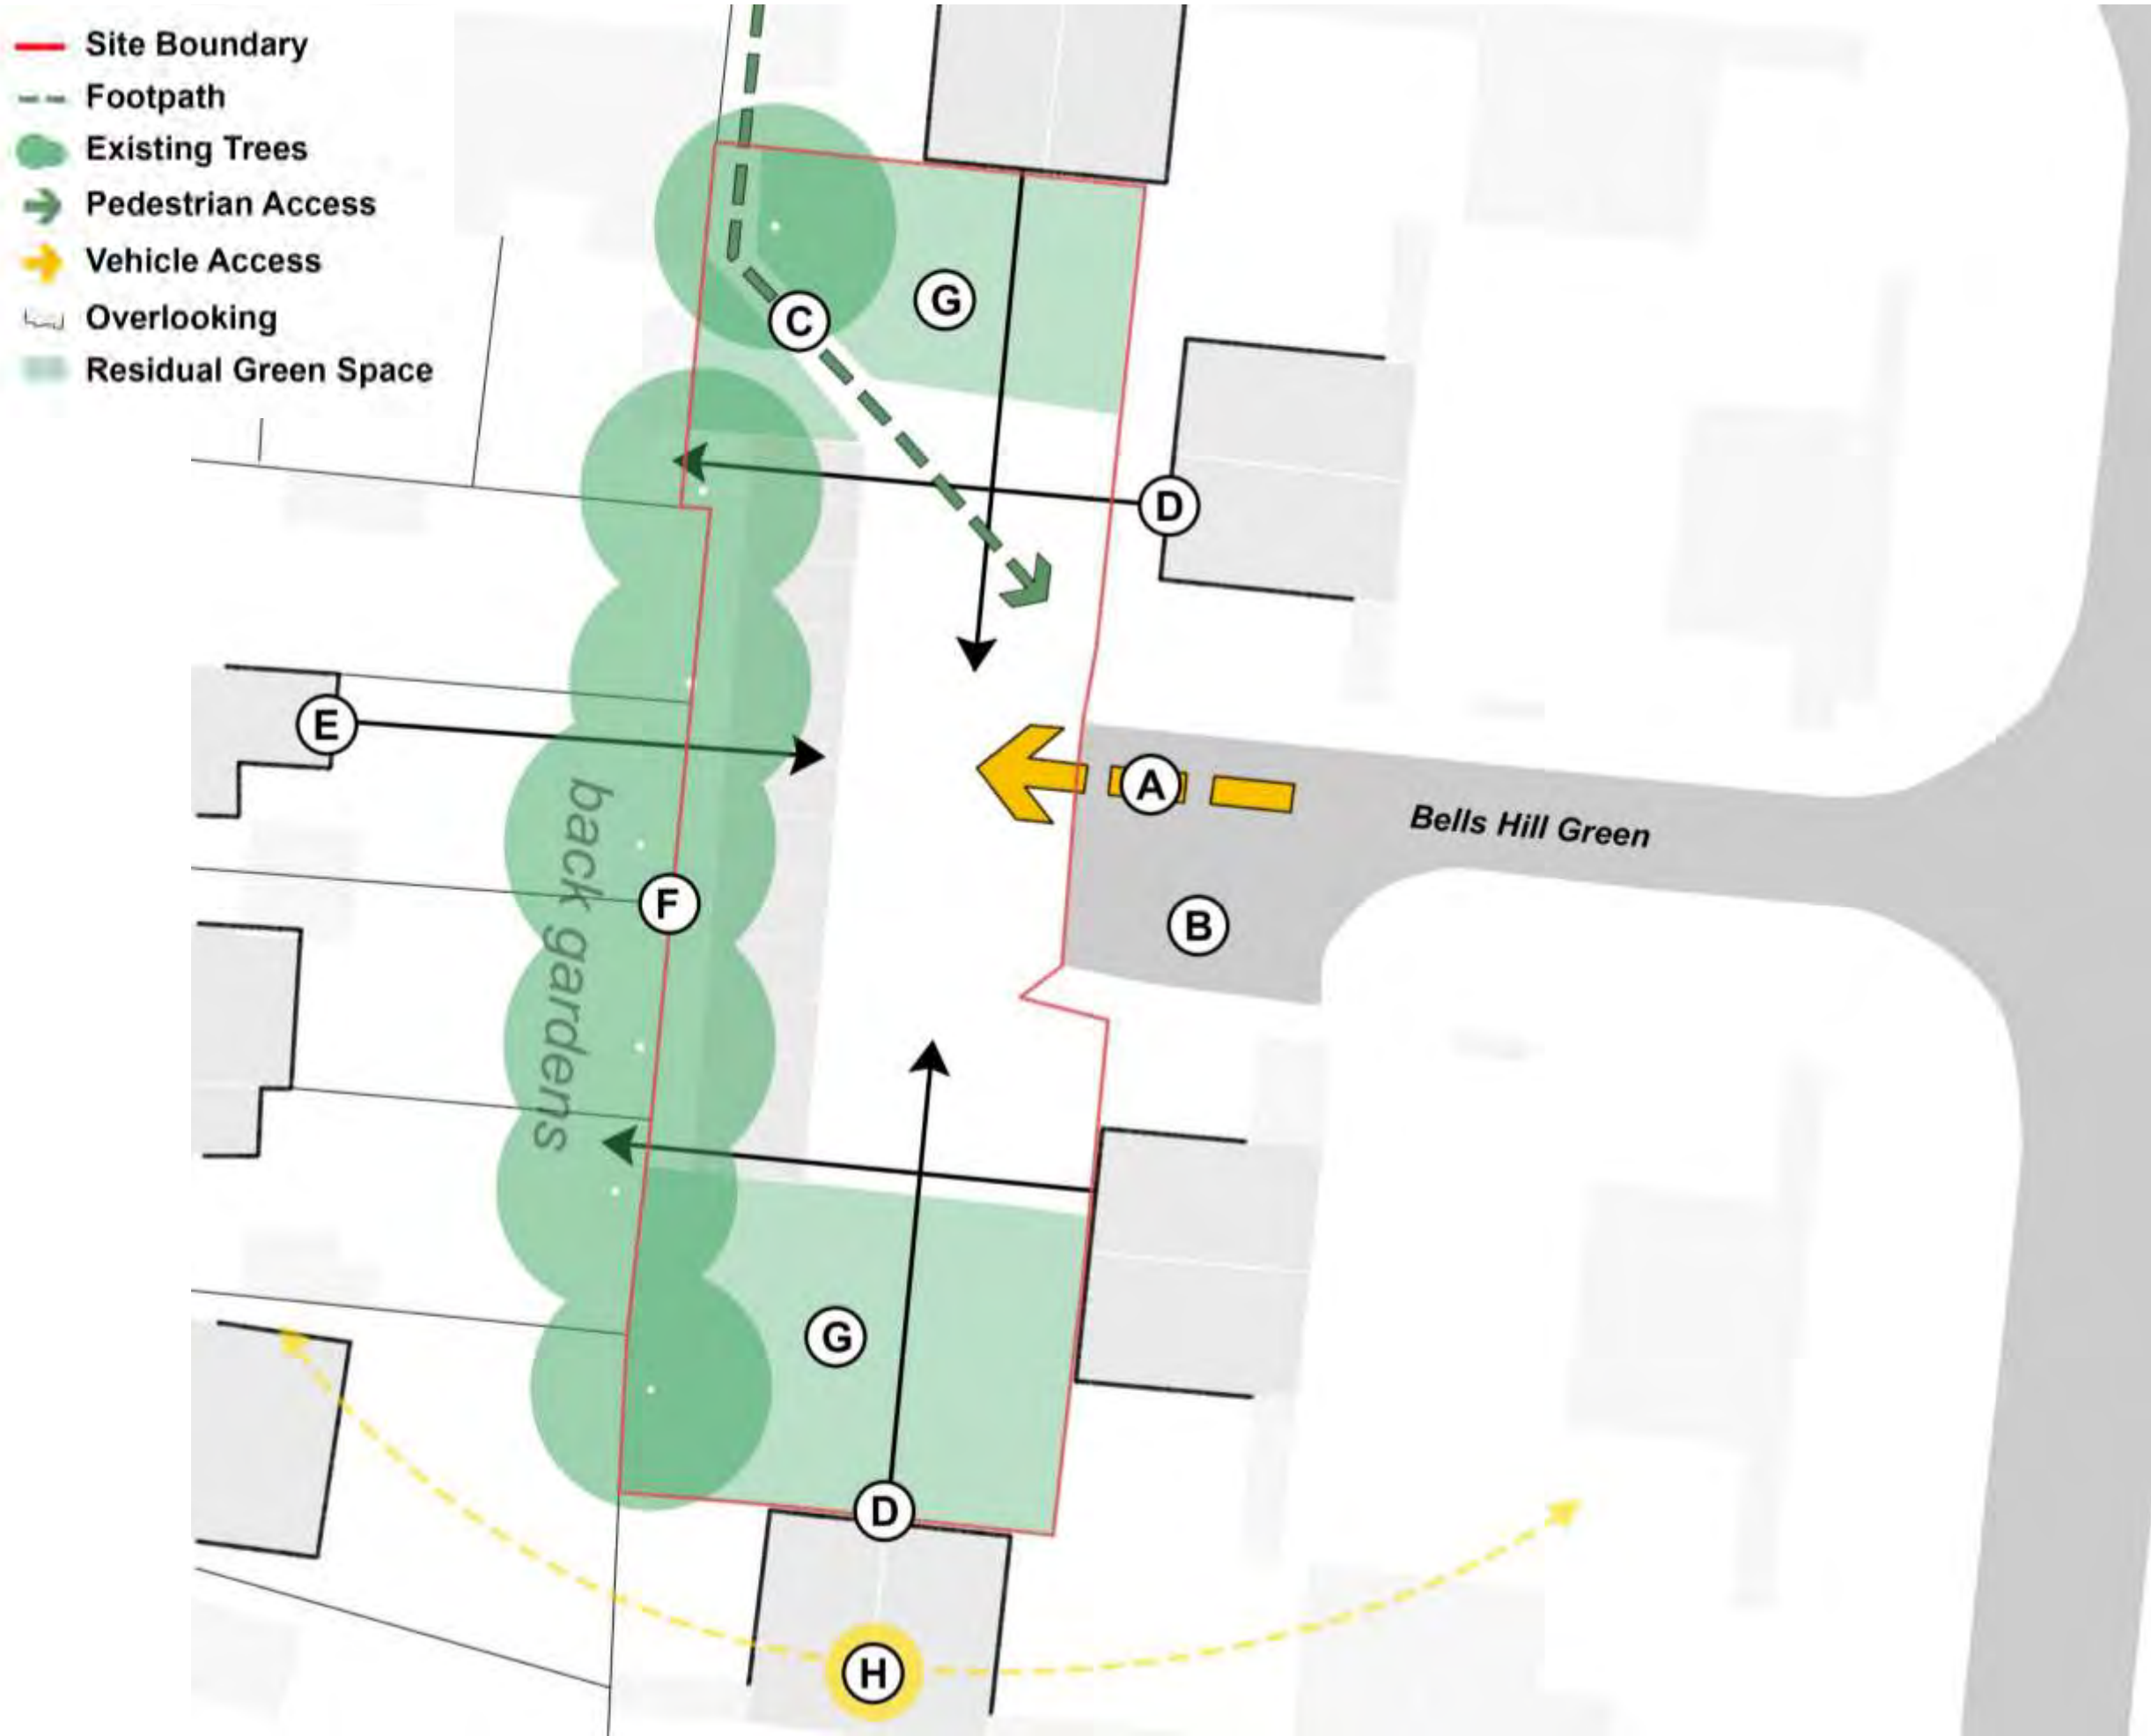 Site Boundary
Footpath
Existing Trees
Pedestrian Access
Vehicle Access
Overlooking
Residual Green Space
G
C
D
E
A
Bells Hill Green
back gardens
F
B
G
D
H